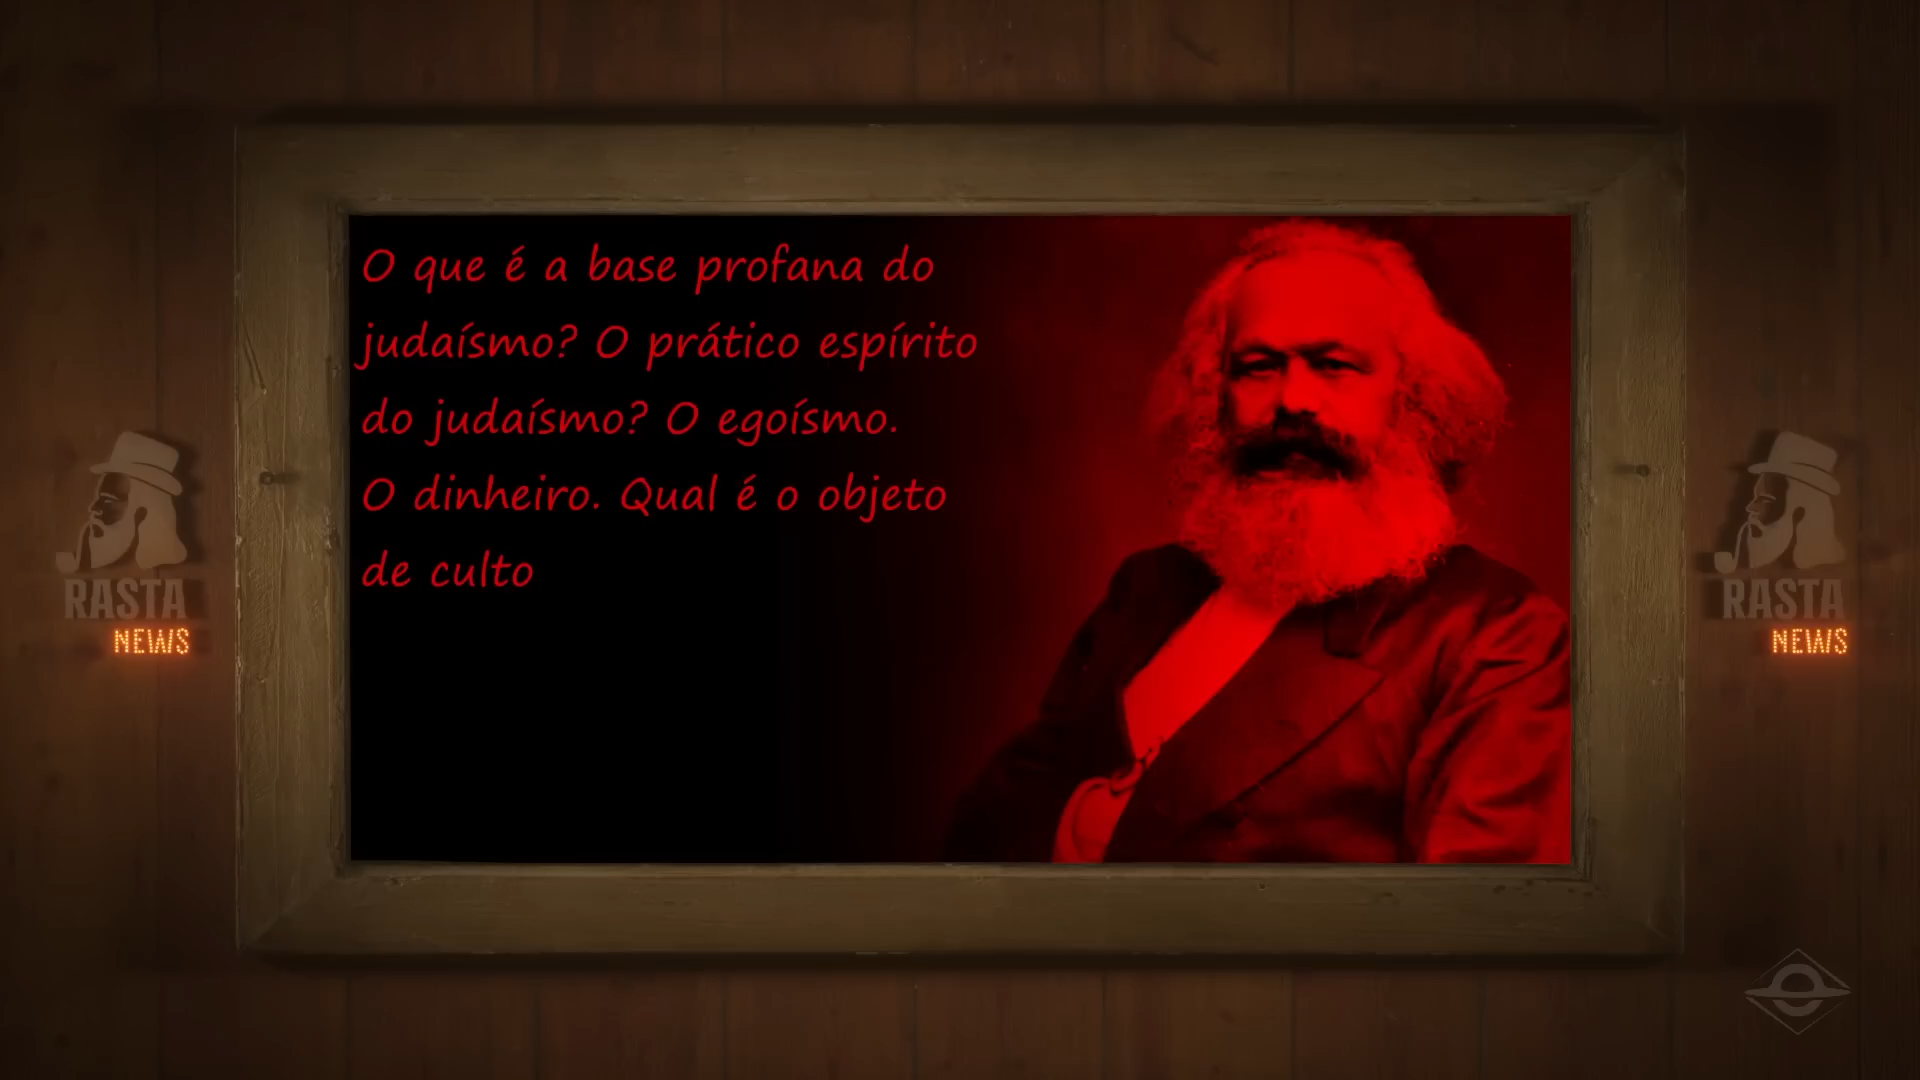 O que é a base profana do
judaísmo? O prático espírito
do judaísmo? O egoísmo.
O dinheiro. Qual é o objeto
de culto
RASTA
NEWS
RASTA
NEWS